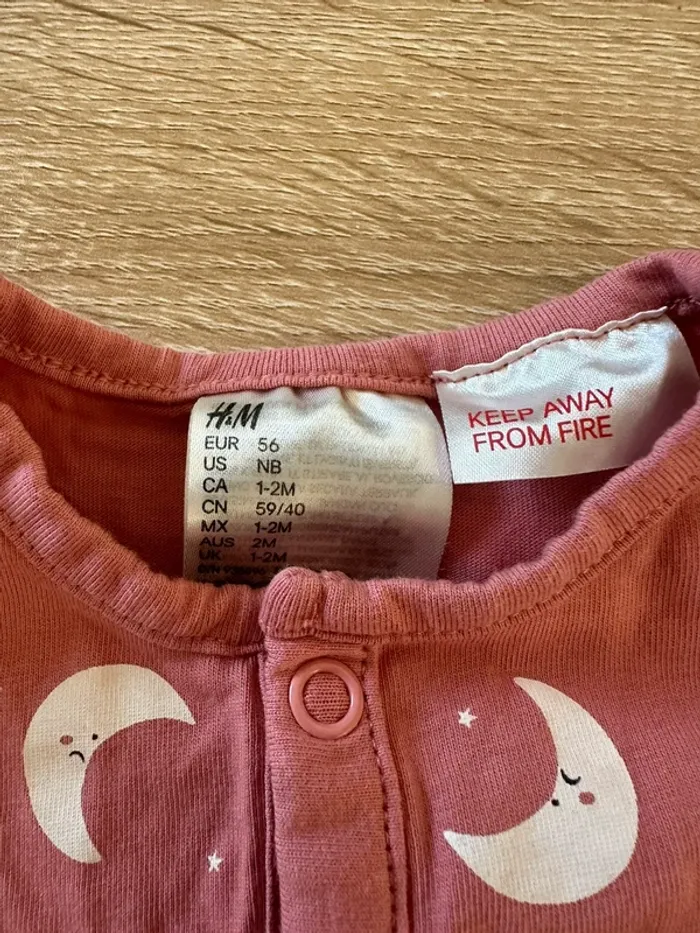 H&M
EUR 56
US NB
CA 1-2M
CN 59/40
MX 1-2M
AUS 2M
UK 1-2M
KEEP AWAY
FROM FIRE